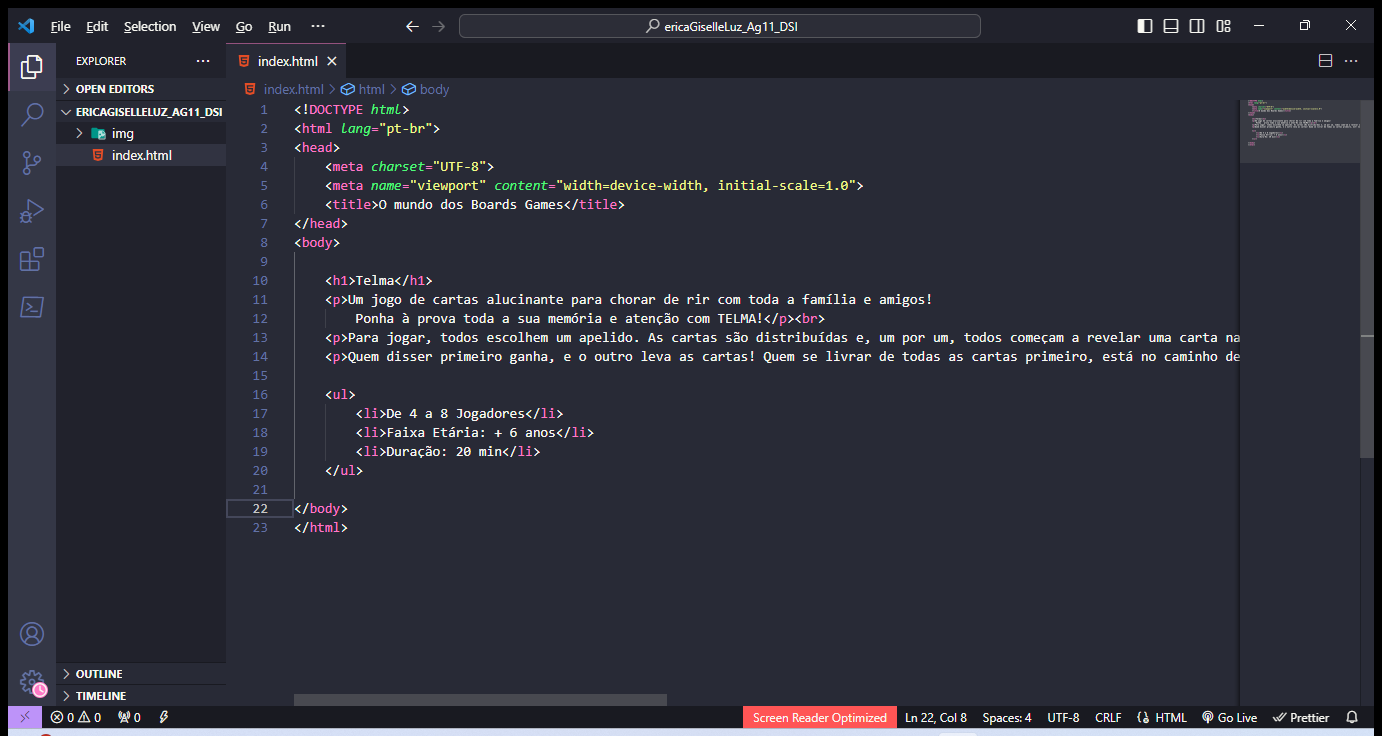 File Edit Selection View Go Run ··· ericaGiselleLuz_Ag11_DSI
EXPLORER ···
OPEN EDITORS
ERICAGISELLELUZ_AG11_DSI
img
index.html
index.html
index.html > html > body
1 <!DOCTYPE html>
2 <html lang="pt-br">
3 <head>
4 <meta charset="UTF-8">
5 <meta name="viewport" content="width=device-width, initial-scale=1.0">
6 <title>O mundo dos Boards Games</title>
7 </head>
8 <body>
9
10 <h1>Telma</h1>
11 <p>Um jogo de cartas alucinante para chorar de rir com toda a família e amigos!
12 Ponha à prova toda a sua memória e atenção com TELMA!</p><br>
13 <p>Para jogar, todos escolhem um apelido. As cartas são distribuídas e, um por um, todos começam a revelar uma carta na
14 <p>Quem disser primeiro ganha, e o outro leva as cartas! Quem se livrar de todas as cartas primeiro, está no caminho de
15
16 <ul>
17 <li>De 4 a 8 Jogadores</li>
18 <li>Faixa Etária: + 6 anos</li>
19 <li>Duração: 20 min</li>
20 </ul>
21
22 </body>
23 </html>
OUTLINE
TIMELINE
0 0 0 Screen Reader Optimized Ln 22, Col 8 Spaces: 4 UTF-8 CRLF HTML Go Live Prettier